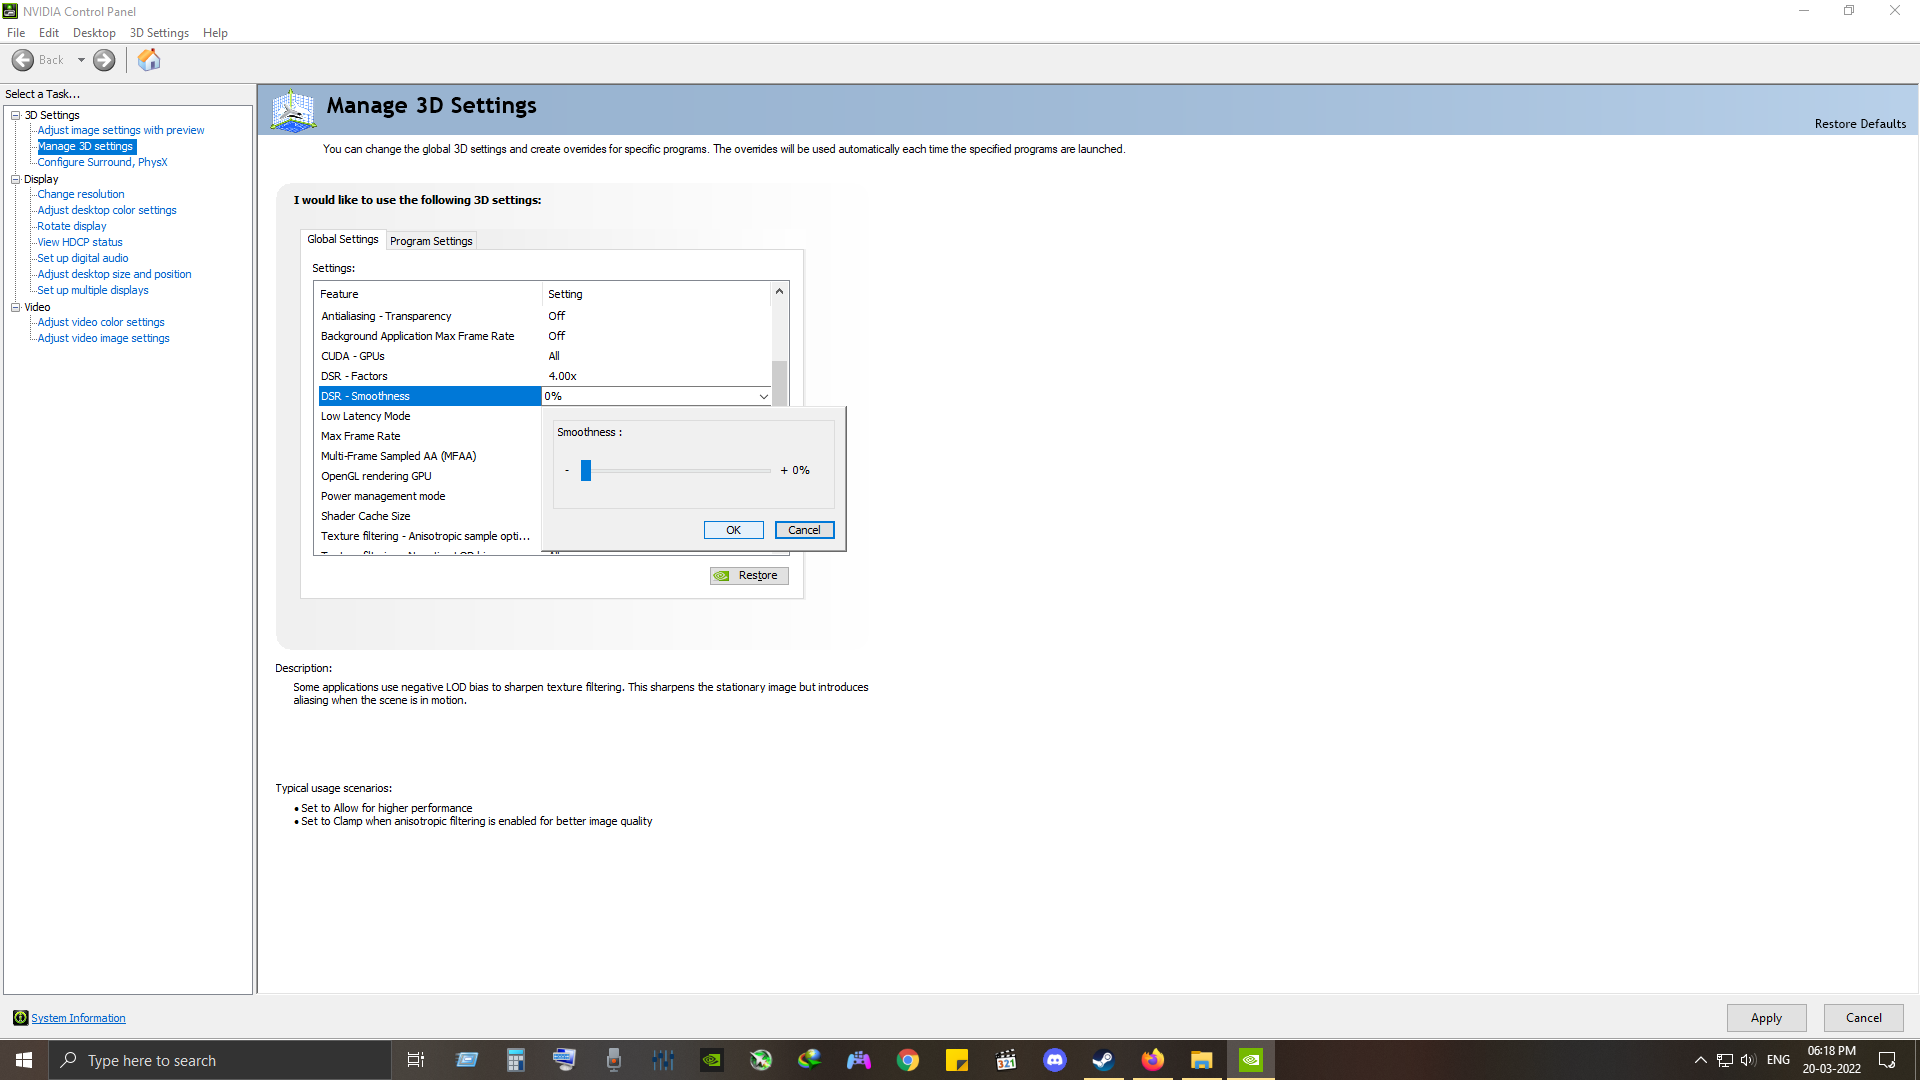 NVIDIA Control Panel
File Edit Desktop 3D Settings Help
Back
Select a Task...
3D Settings
Adjust image settings with preview
Manage 3D settings
Configure Surround, PhysX
Display
Change resolution
Adjust desktop color settings
Rotate display
View HDCP status
Set up digital audio
Adjust desktop size and position
Set up multiple displays
Video
Adjust video color settings
Adjust video image settings
System Information
Manage 3D Settings
Restore Defaults
You can change the global 3D settings and create overrides for specific programs. The overrides will be used automatically each time the specified programs are launched.
I would like to use the following 3D settings:
Global Settings Program Settings
Settings:
Feature Setting
Antialiasing - Transparency Off
Background Application Max Frame Rate Off
CUDA - GPUs All
DSR - Factors 4.00x
DSR - Smoothness 0%
Low Latency Mode
Max Frame Rate
Multi-Frame Sampled AA (MFAA)
OpenGL rendering GPU
Power management mode
Shader Cache Size
Texture filtering - Anisotropic sample opti...
Smoothness :
- + 0%
OK Cancel
Restore
Description:
Some applications use negative LOD bias to sharpen texture filtering. This sharpens the stationary image but introduces
aliasing when the scene is in motion.
Typical usage scenarios:
• Set to Allow for higher performance
• Set to Clamp when anisotropic filtering is enabled for better image quality
Apply Cancel
Type here to search
321
ENG
06:18 PM
20-03-2022